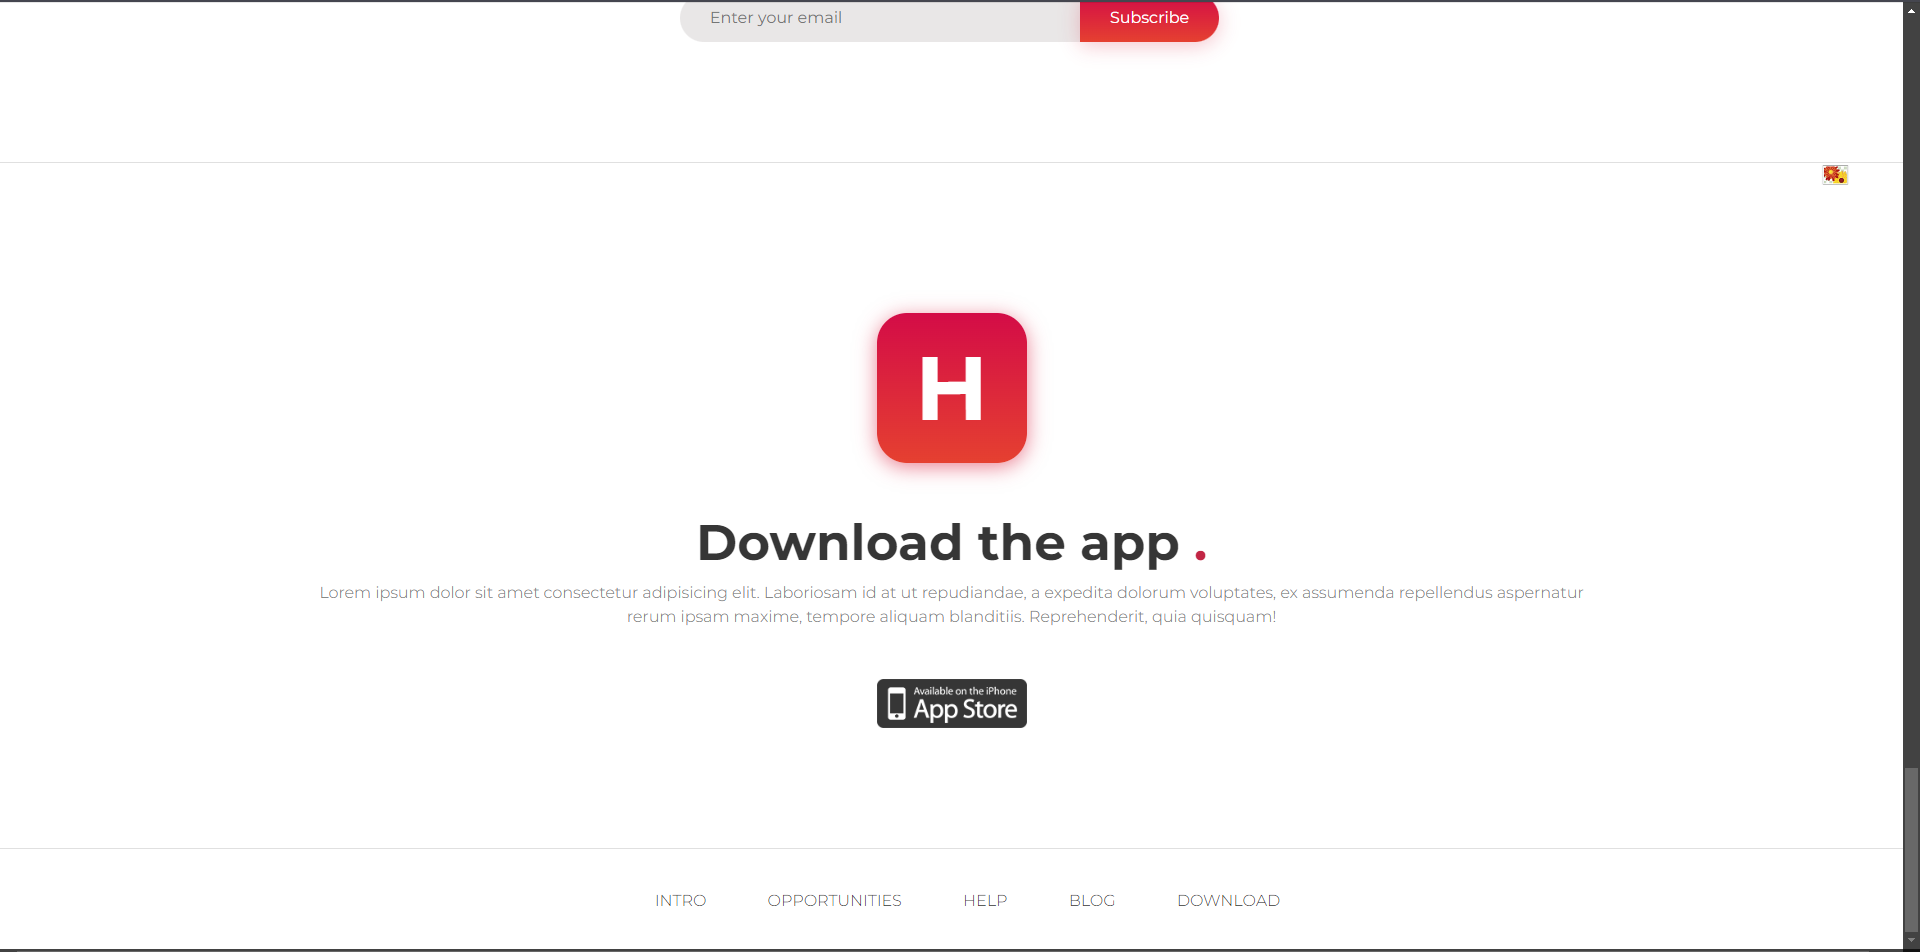 Enter your email
Subscribe
H
Download the app .
Lorem ipsum dolor sit amet consectetur adipisicing elit. Laboriosam id at ut repudiandae, a expedita dolorum voluptates, ex assumenda repellendus aspernatur
rerum ipsam maxime, tempore aliquam blanditiis. Reprehenderit, quia quisquam!
Available on the iPhone
App Store
INTRO
OPPORTUNITIES
HELP
BLOG
DOWNLOAD